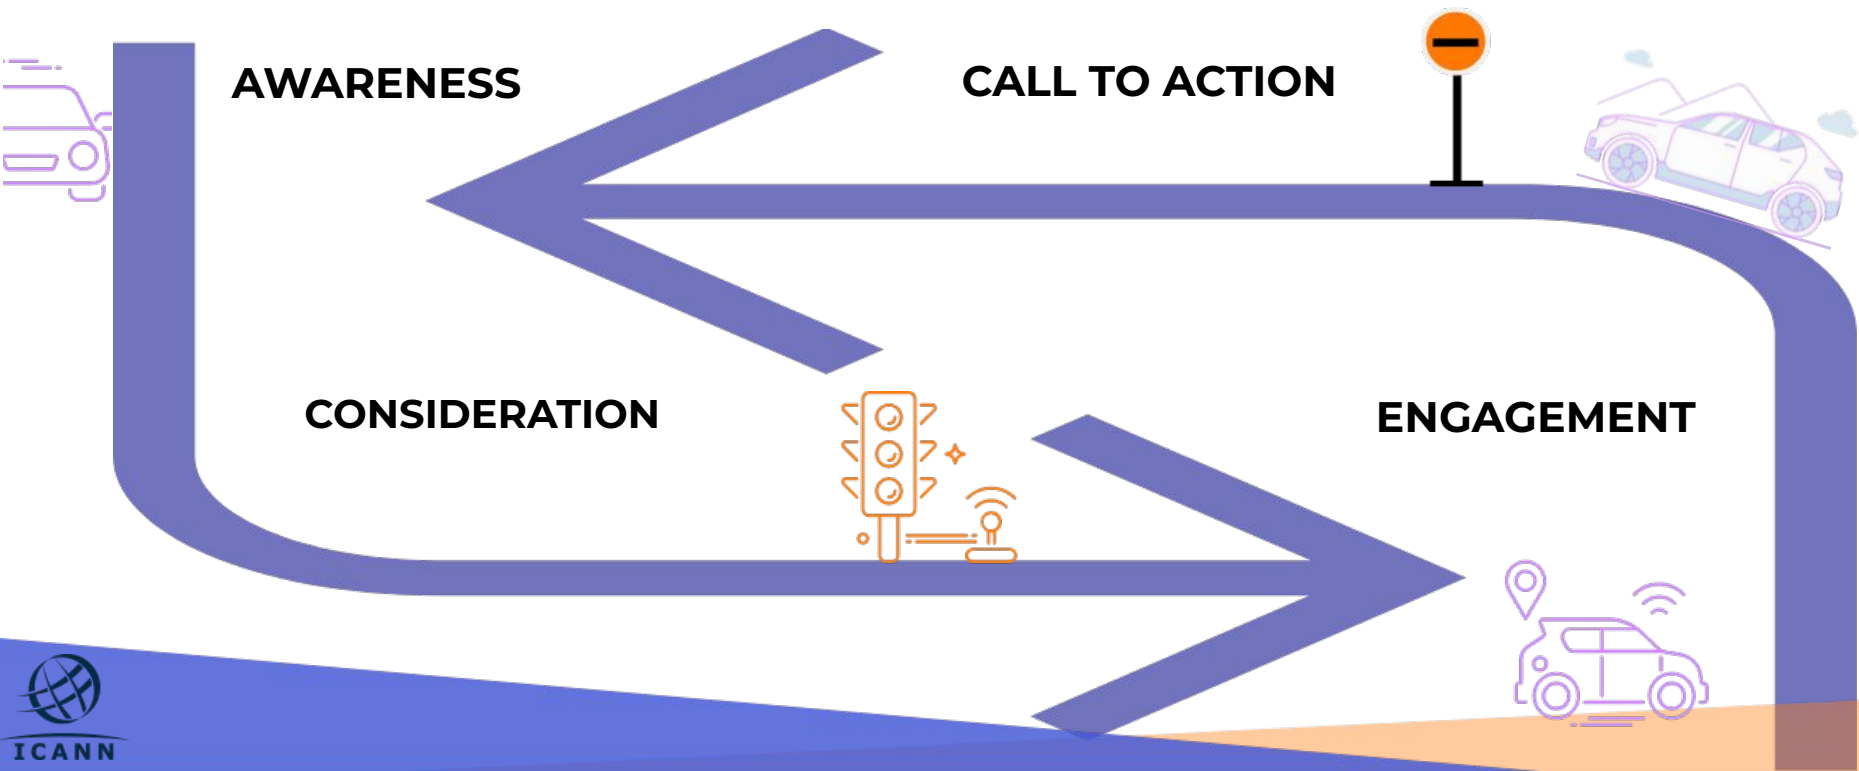 AWARENESS
CALL TO ACTION
CONSIDERATION
ENGAGEMENT
ICANN